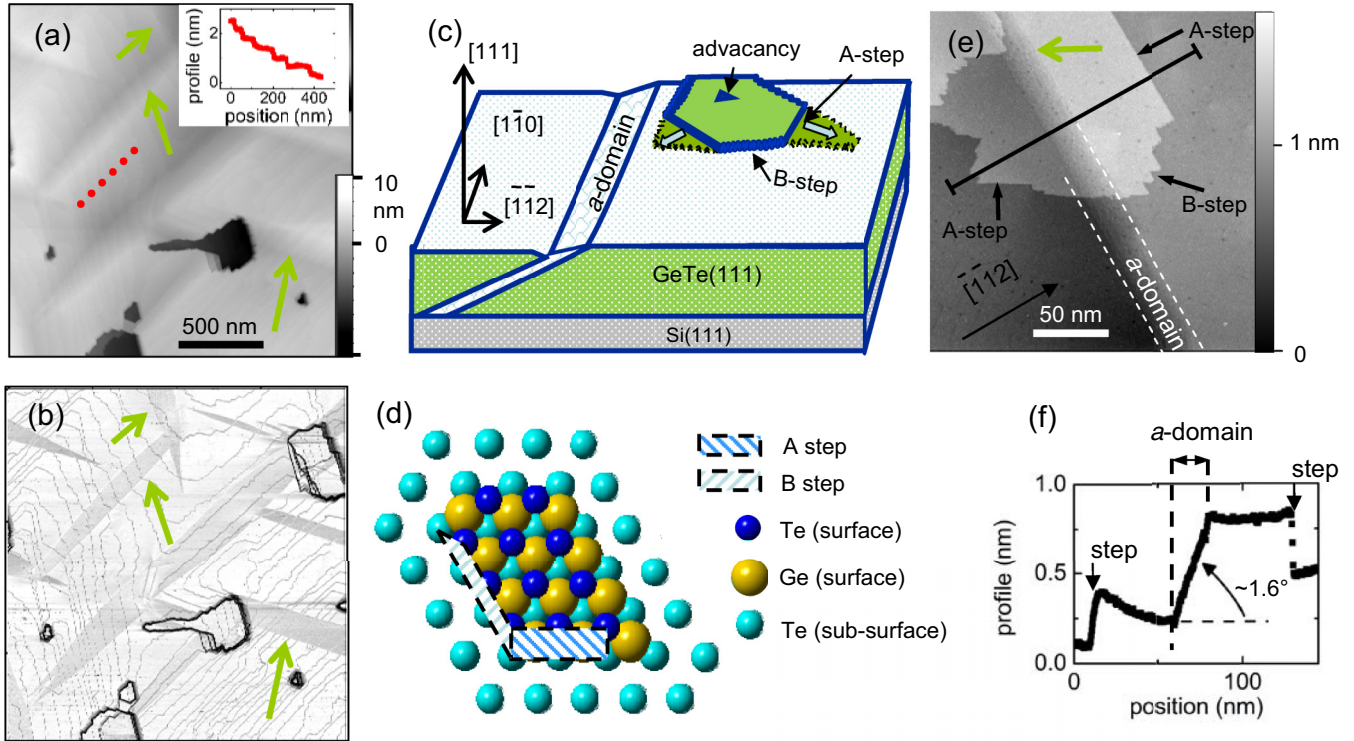 (a)
profile (nm)
2
0
0
200
400
position (nm)
10
nm
0
500 nm
(b)
(c)
[111]
[11̅0]
[1̅1̅2]
a-domain
advacancy
A-step
B-step
GeTe(111)
Si(111)
(d)
A step
B step
Te (surface)
Ge (surface)
Te (sub-surface)
(e)
A-step
B-step
A-step
[1̅1̅2]
50 nm
a-domain
1 nm
0
(f)
a-domain
step
step
~1.6°
profile (nm)
1.0
0.5
0.0
0
100
position (nm)